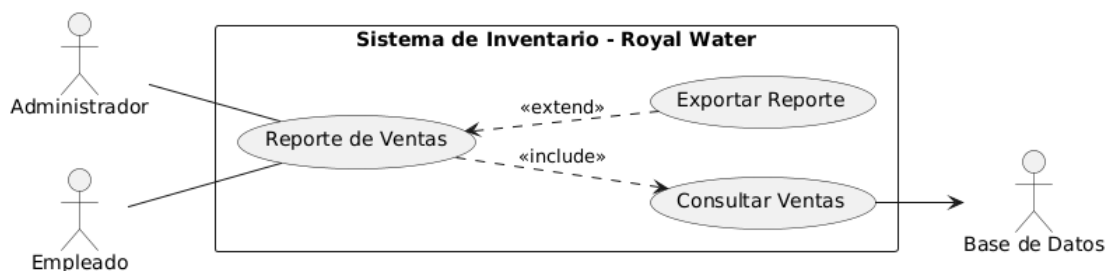 Sistema de Inventario - Royal Water
Administrador
Empleado
Reporte de Ventas
«extend»
«include»
Exportar Reporte
Consultar Ventas
Base de Datos